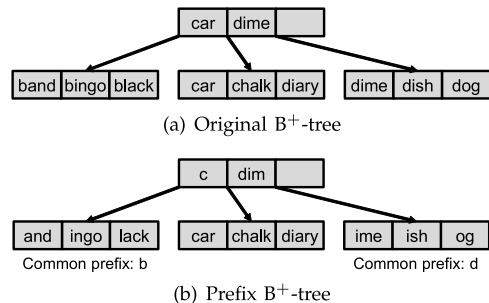 car dime
band bingo black car chalk diary dime dish dog
(a) Original B+-tree
c dim
and ingo lack car chalk diary ime ish og
Common prefix: b Common prefix: d
(b) Prefix B+-tree